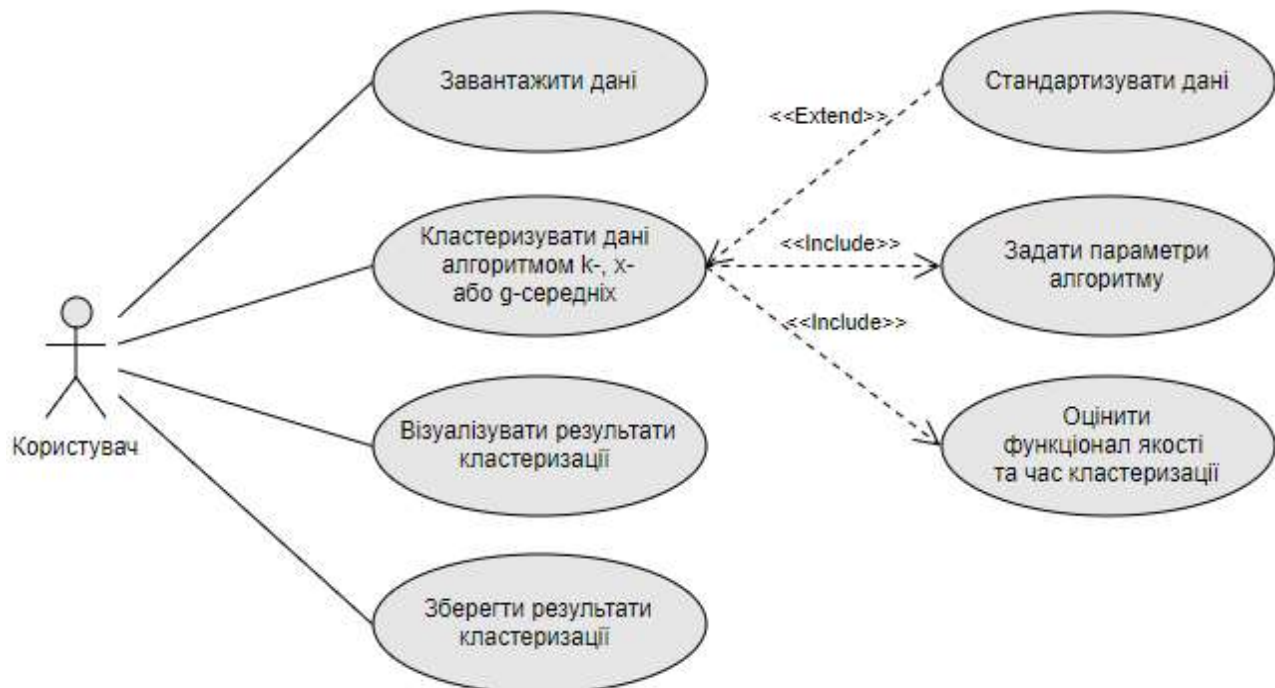 Завантажити дані
Стандартизувати дані
<<Extend>>
Кластеризувати дані
алгоритмом k-, x-
або g-середніх
<<Include>>
Задати параметри
алгоритму
<<Include>>
Користувач
Візуалізувати результати
кластеризації
Оцінити
функціонал якості
та час кластеризації
Зберегти результати
кластеризації